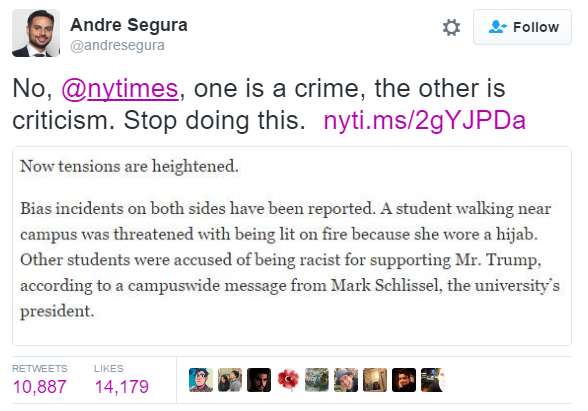 Andre Segura
@andresegura
Follow
No, @nytimes, one is a crime, the other is
criticism. Stop doing this. nyti.ms/2gYJPDa
Now tensions are heightened.
Bias incidents on both sides have been reported. A student walking near
campus was threatened with being lit on fire because she wore a hijab.
Other students were accused of being racist for supporting Mr. Trump,
according to a campuswide message from Mark Schlissel, the university's
president.
RETWEETS LIKES
10,887 14,179